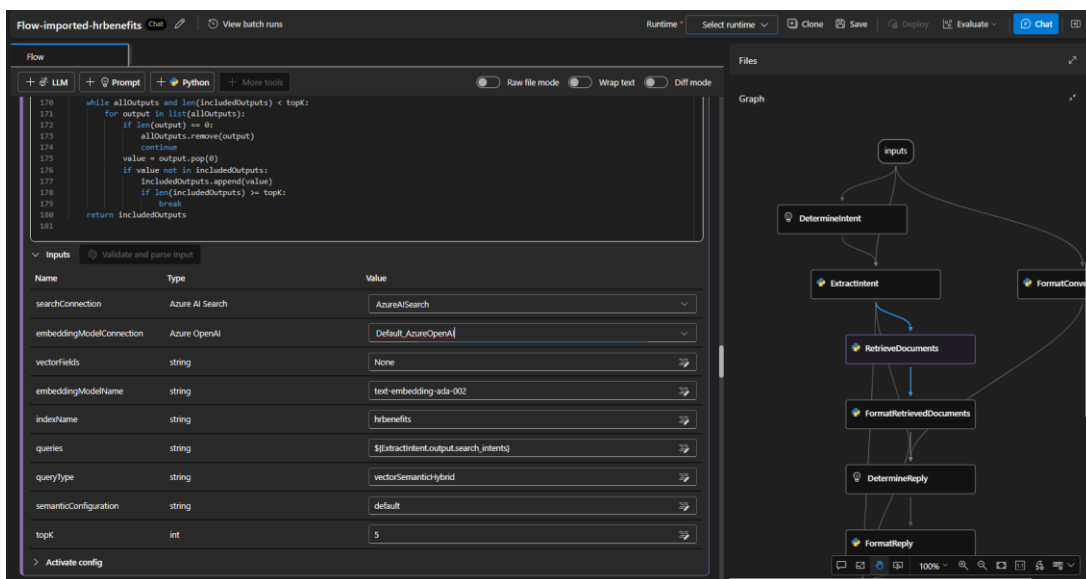 Flow-imported-hrbenefits Chat View batch runs Runtime * Select runtime Clone Save Deploy Evaluate Chat
Flow
+ LLM + Prompt + Python + More tools Raw file mode Wrap text Diff mode
170 while allOutputs and len(includedOutputs) < topK:
171 for output in list(allOutputs):
172 if len(output) == 0:
173 allOutputs.remove(output)
174 continue
175 value = output.pop(0)
176 if value not in includedOutputs:
177 includedOutputs.append(value)
178 if len(includedOutputs) >= topK:
179 break
180 return includedOutputs
181
Inputs Validate and parse input
Name Type Value
searchConnection Azure AI Search AzureAISearch
embeddingModelConnection Azure OpenAI Default_AzureOpenAI
vectorFields string None
embeddingModelName string text-embedding-ada-002
indexName string hrbenefits
queries string ${ExtractIntent.output.search_intents}
queryType string vectorSemanticHybrid
semanticConfiguration string default
topK int 5
Activate config
Files
Graph
inputs
DetermineIntent
ExtractIntent
FormatConve
RetrieveDocuments
FormatRetrievedDocuments
DetermineReply
FormatReply
100% 1:1